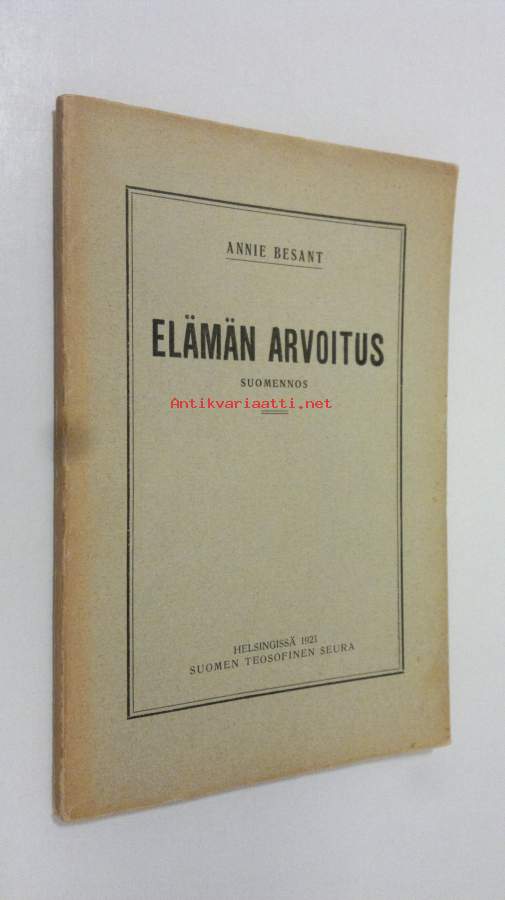 ANNIE BESANT
ELÄMÄN ARVOITUS
SUOMENNOS
Antikvariaatti.net
HELSINGISSÄ 1921
SUOMEN TEOSOFINEN SEURA